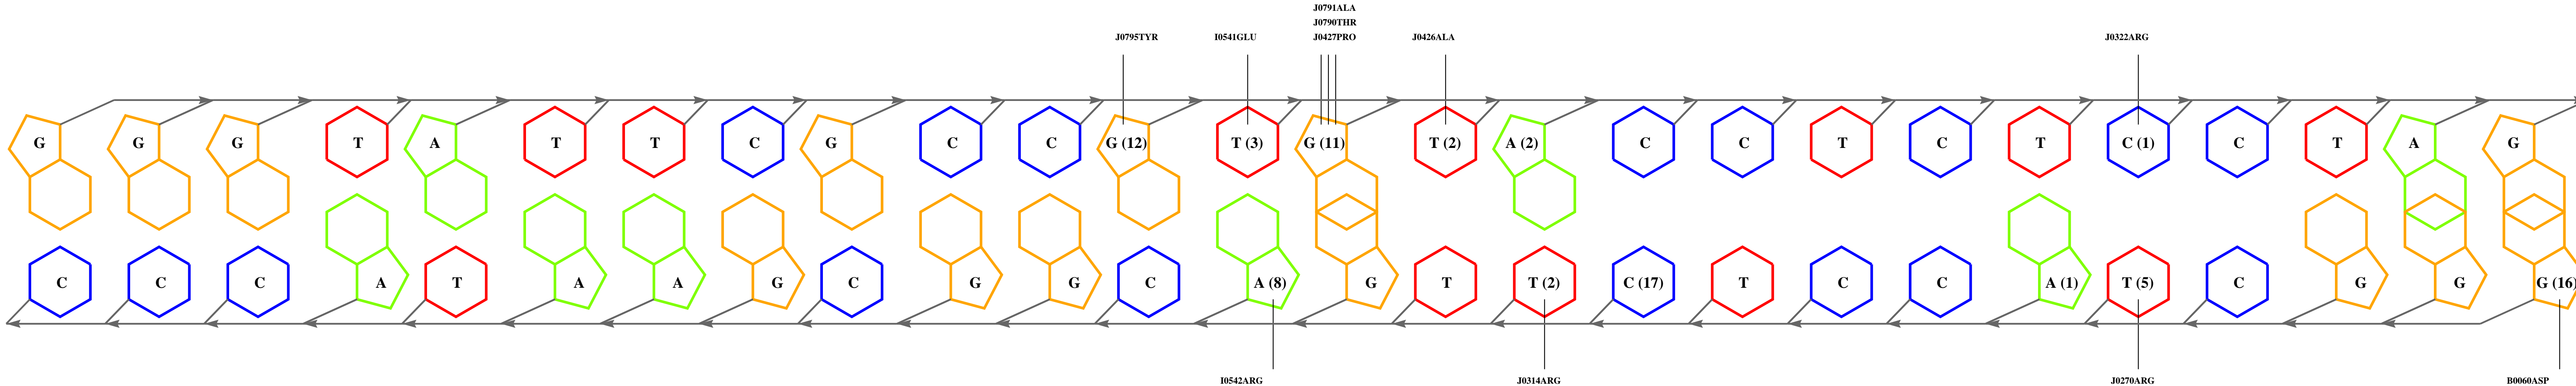 J0791ALA
J0790THR
J0795TYR I0541GLU J0427PRO J0426ALA J0322ARG
G G G T A T T C G C C G (12) T (3) G (11) T (2) A (2) C C T C T C (1) C T A G
C C C A T A A G C G G C A (8) G T T (2) C (17) T C C A (1) T (5) C G G G (16)
I0542ARG J0314ARG J0270ARG B0060ASP